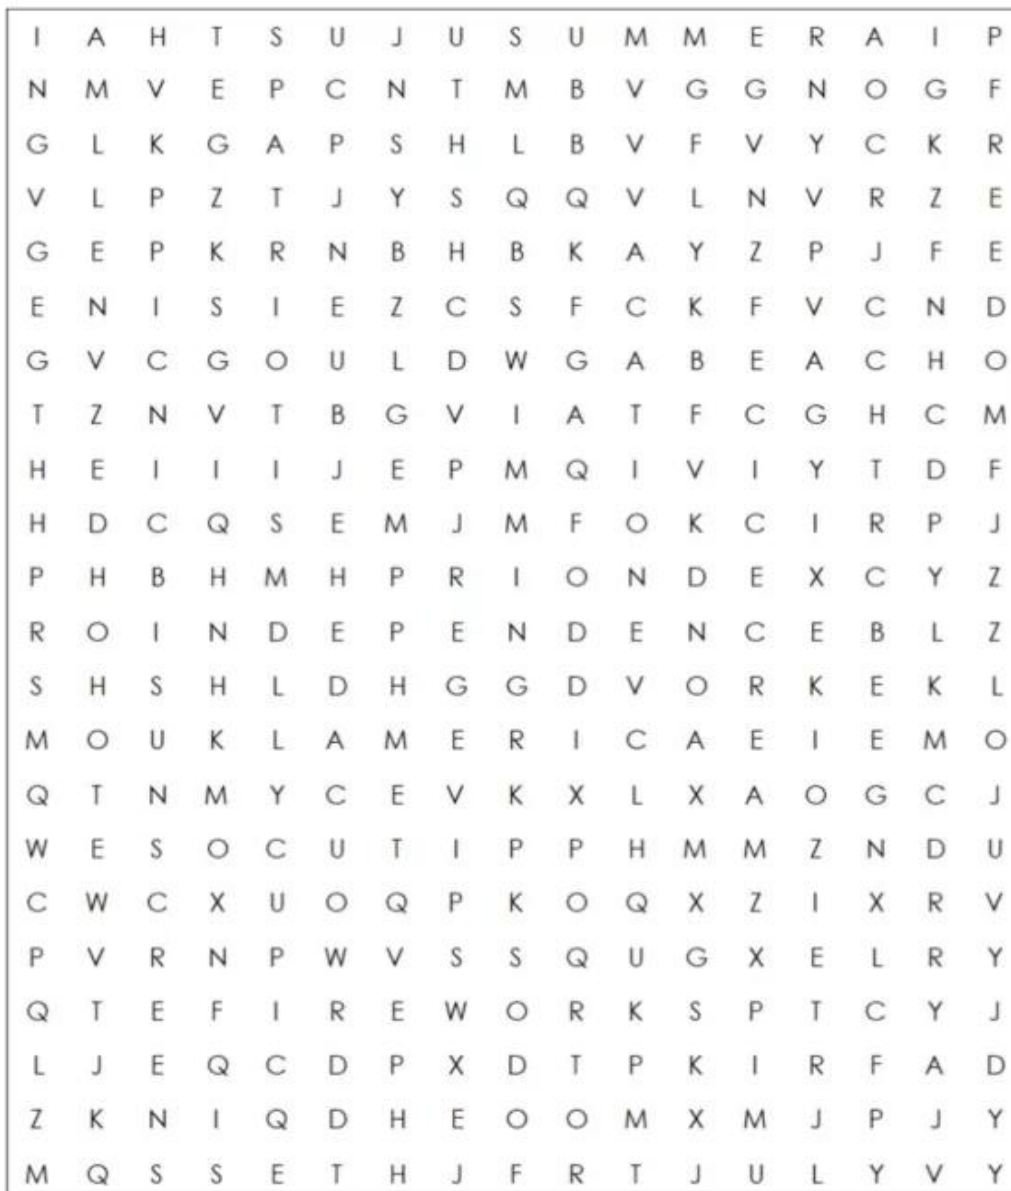 I A H T S U J U S U M M E R A I P
N M V E P C N T M B V G G N O G F
G L K G A P S H L B V F V Y C K R
V L P Z T J Y S Q Q V L N V R Z E
G E P K R N B H B K A Y Z P J F E
E N I S I E Z C S F C K F V C N D
G V C G O U L D W G A B E A C H O
T Z N V T B G V I A T F C G H C M
H E I I I J E P M Q I V I Y T D F
H D C Q S E M J M F O K C I R P J
P H B H M H P R I O N D E X C Y Z
R O I N D E P E N D E N C E B L Z
S H S H L D H G G D V O R K E K L
M O U K L A M E R I C A E I E M O
Q T N M Y C E V K X L X A O G C J
W E S O C U T I P P H M M Z N D U
C W C X U O Q P K O Q X Z I X R V
P V R N P W V S S Q U G X E L R Y
Q T E F I R E W O R K S P T C Y J
L J E Q C D P X D T P K I R F A D
Z K N I Q D H E O O M X M J P J Y
M Q S S E T H J F R T J U L Y V Y